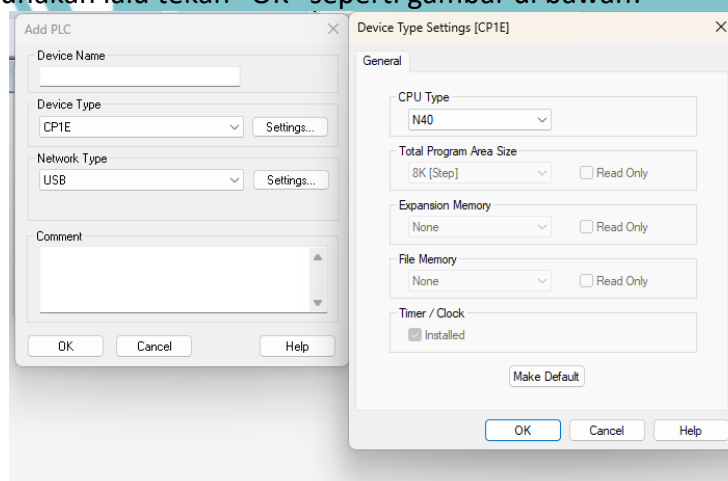 lalu tekan "OK" seperti gambar di bawah.
Add PLC
Device Name
Device Type
CP1E
Settings...
Network Type
USB
Settings...
Comment
OK
Cancel
Help
Device Type Settings [CP1E]
General
CPU Type
N40
Total Program Area Size
8K [Step]
Read Only
Expansion Memory
None
Read Only
File Memory
None
Read Only
Timer / Clock
Installed
Make Default
OK
Cancel
Help